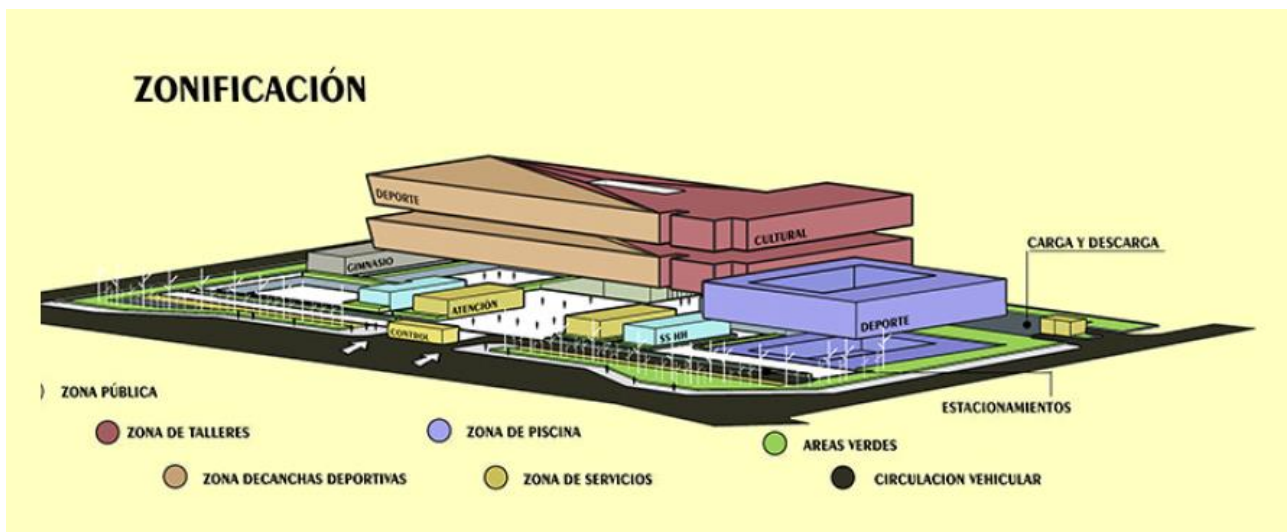 ZONIFICACIÓN
DEPORTE
CULTURAL
CARGA Y DESCARGA
GIMNASIO
ATENCIÓN
DEPORTE
CONTROL
SS HH
ESTACIONAMIENTOS
ZONA PÚBLICA
ZONA DE TALLERES
ZONA DE PISCINA
AREAS VERDES
ZONA DECANCHAS DEPORTIVAS
ZONA DE SERVICIOS
CIRCULACION VEHICULAR